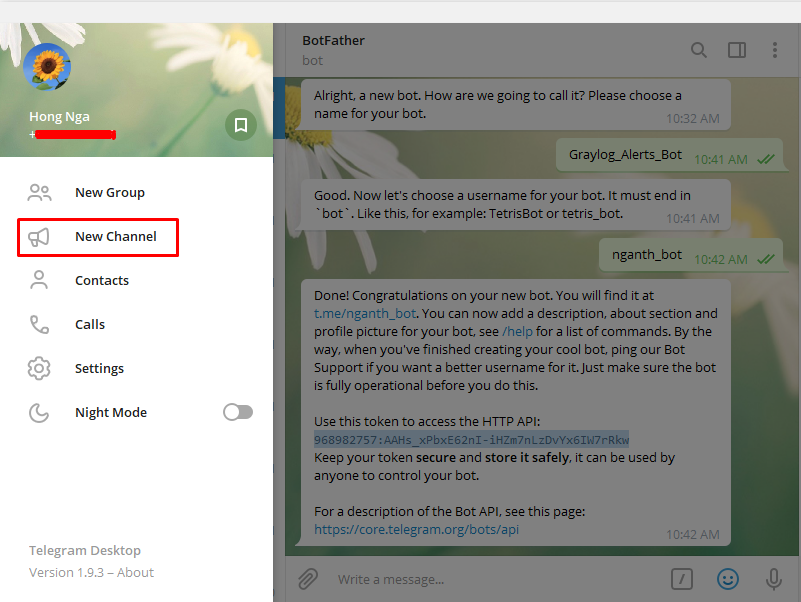 Hong Nga
+
New Group
New Channel
Contacts
Calls
Settings
Night Mode
Telegram Desktop
Version 1.9.3 – About
BotFather
bot
Alright, a new bot. How are we going to call it? Please choose a
name for your bot.
10:32 AM
Graylog_Alerts_Bot
10:41 AM
Good. Now let's choose a username for your bot. It must end in
`bot`. Like this, for example: TetrisBot or tetris_bot.
10:41 AM
nganth_bot
10:42 AM
Done! Congratulations on your new bot. You will find it at
t.me/nganth_bot. You can now add a description, about section and
profile picture for your bot, see /help for a list of commands. By the
way, when you've finished creating your cool bot, ping our Bot
Support if you want a better username for it. Just make sure the bot
is fully operational before you do this.
Use this token to access the HTTP API:
968982757:AAHs_xPbxE62nI-iHZm7nLzDvYx6IW7rRkw
Keep your token secure and store it safely, it can be used by
anyone to control your bot.
For a description of the Bot API, see this page:
https://core.telegram.org/bots/api
10:42 AM
Write a message...